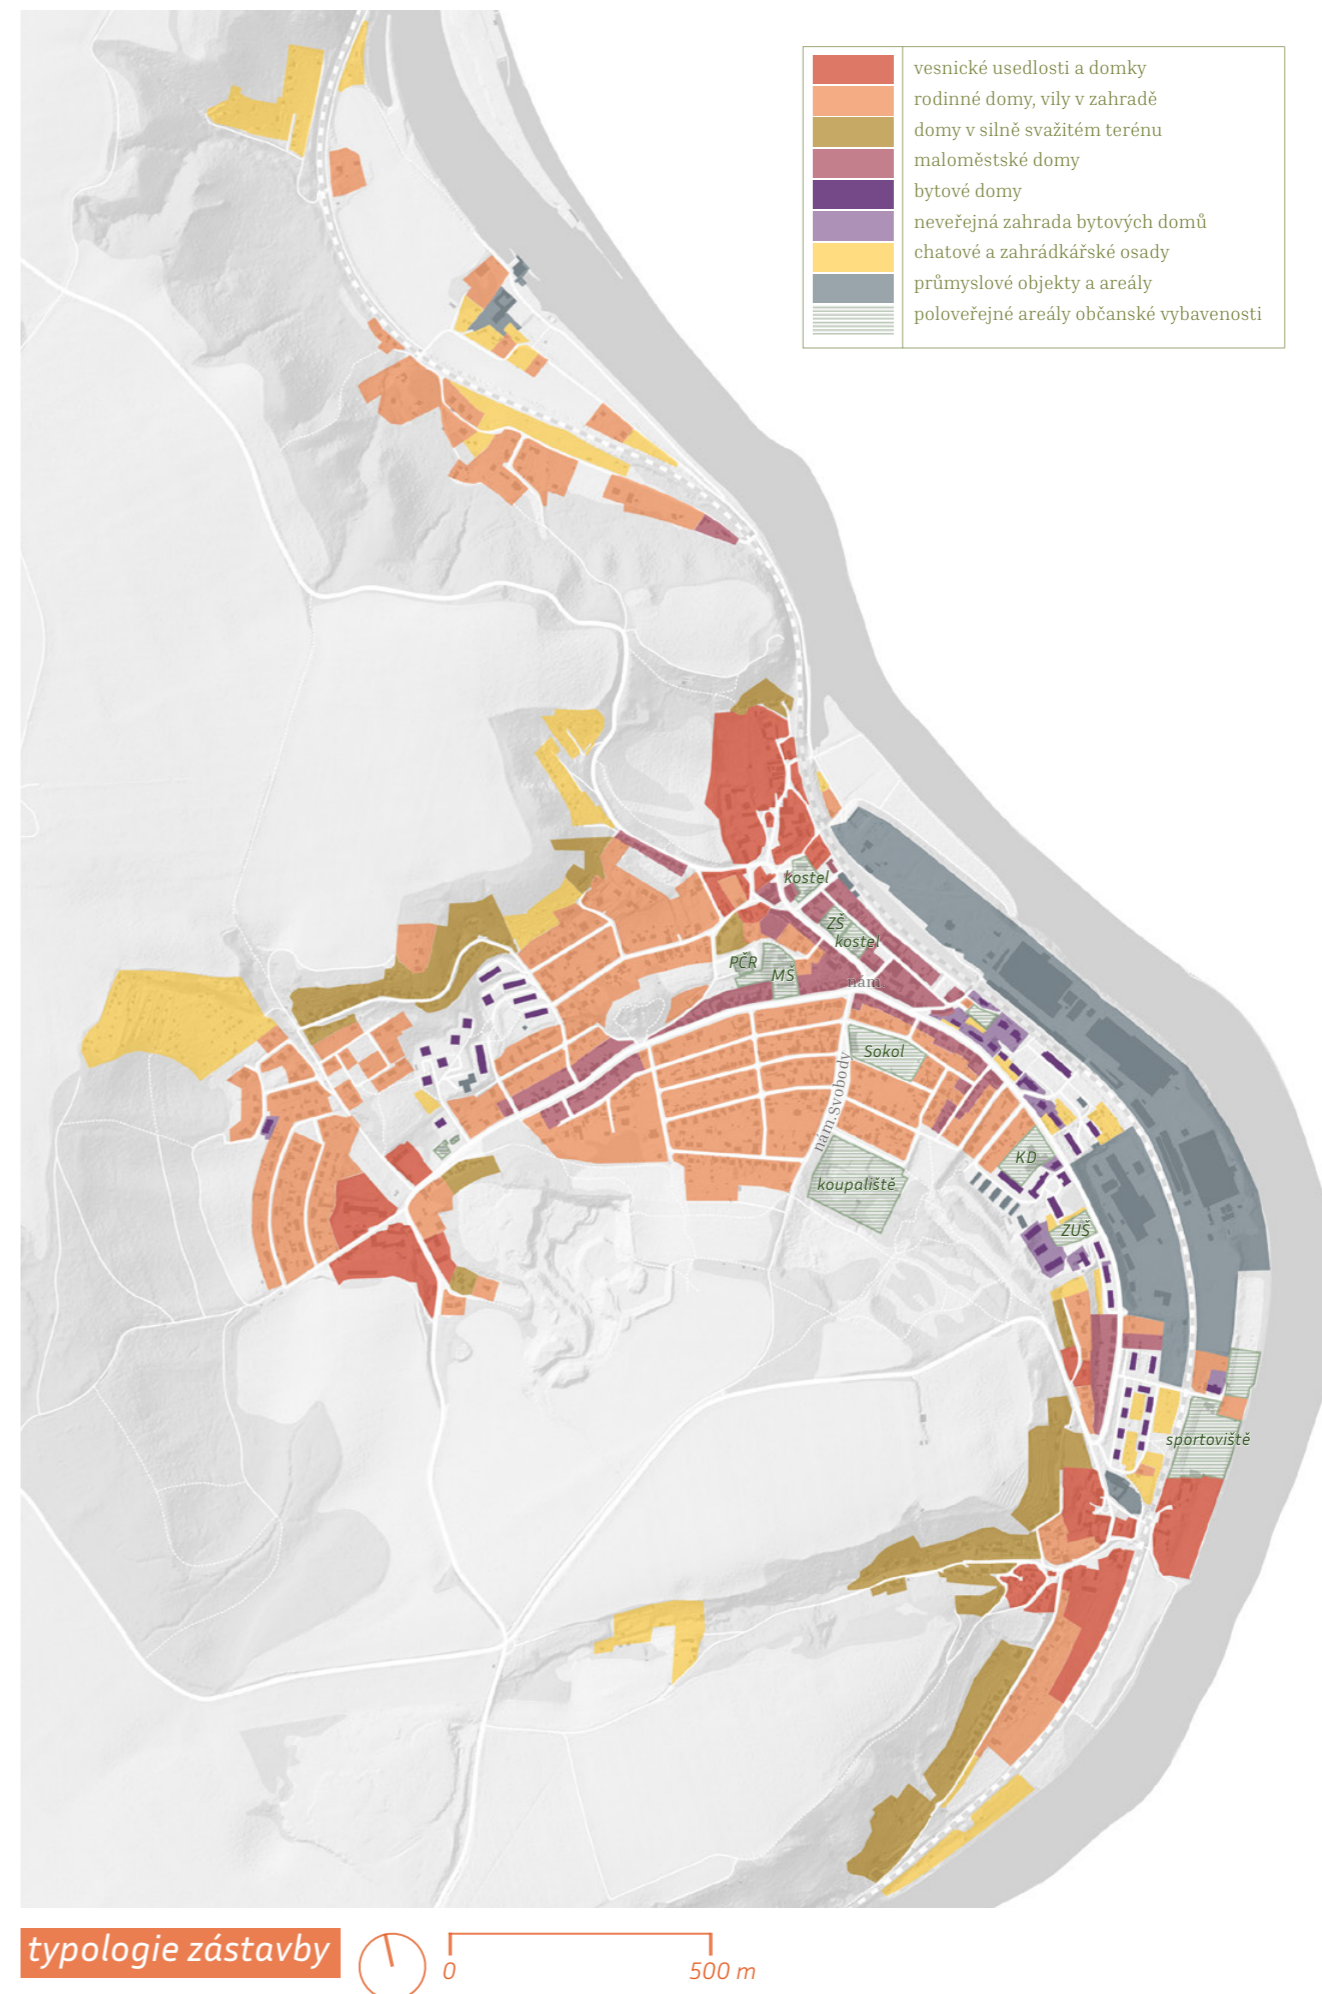 vesnické usedlosti a domky
rodinné domy, vily v zahradě
domy v silně svažitém terénu
maloměstské domy
bytové domy
neveřejná zahrada bytových domů
chatové a zahrádkářské osady
průmyslové objekty a areály
poloveřejné areály občanské vybavenosti
kostel
ZŠ
kostel
PČR
MŠ
nám
Sokol
nám.Svobody
KD
koupaliště
ZUŠ
sportoviště
typologie zástavby
0
500 m